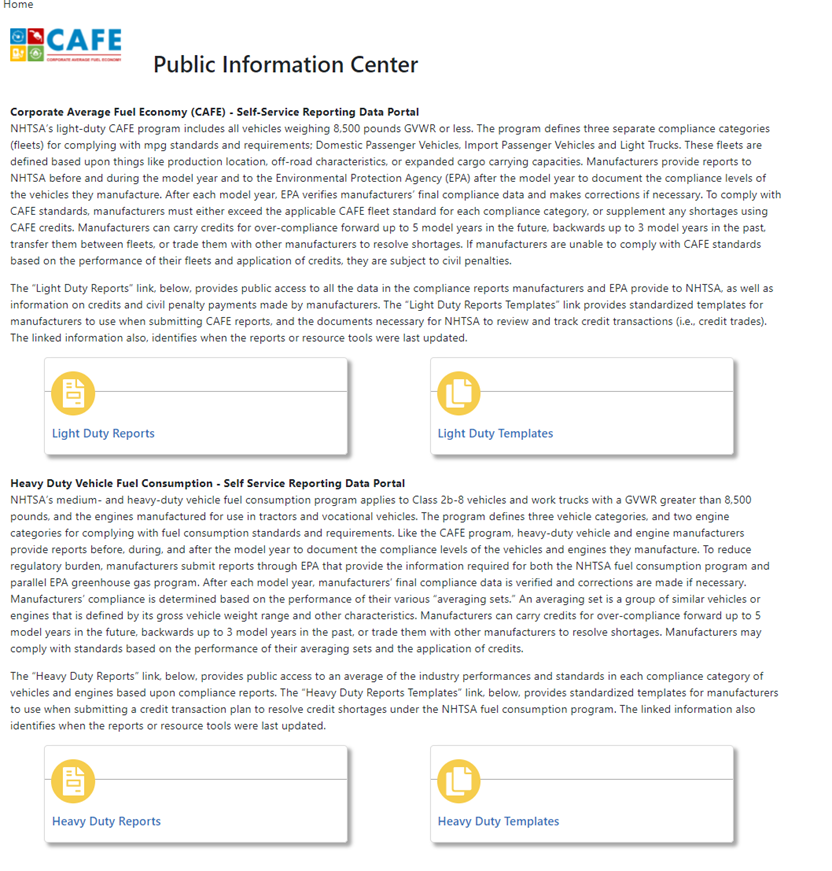 Home
CAFE
CORPORATE AVERAGE FUEL ECONOMY
Public Information Center
Corporate Average Fuel Economy (CAFE) - Self-Service Reporting Data Portal
NHTSA's light-duty CAFE program includes all vehicles weighing 8,500 pounds GVWR or less. The program defines three separate compliance categories
(fleets) for complying with mpg standards and requirements; Domestic Passenger Vehicles, Import Passenger Vehicles and Light Trucks. These fleets are
defined based upon things like production location, off-road characteristics, or expanded cargo carrying capacities. Manufacturers provide reports to
NHTSA before and during the model year and to the Environmental Protection Agency (EPA) after the model year to document the compliance levels of
the vehicles they manufacture. After each model year, EPA verifies manufacturers' final compliance data and makes corrections if necessary. To comply with
CAFE standards, manufacturers must either exceed the applicable CAFE fleet standard for each compliance category, or supplement any shortages using
CAFE credits. Manufacturers can carry credits for over-compliance forward up to 5 model years in the future, backwards up to 3 model years in the past,
transfer them between fleets, or trade them with other manufacturers to resolve shortages. If manufacturers are unable to comply with CAFE standards
based on the performance of their fleets and application of credits, they are subject to civil penalties.
The "Light Duty Reports" link, below, provides public access to all the data in the compliance reports manufacturers and EPA provide to NHTSA, as well as
information on credits and civil penalty payments made by manufacturers. The "Light Duty Reports Templates" link provides standardized templates for
manufacturers to use when submitting CAFE reports, and the documents necessary for NHTSA to review and track credit transactions (i.e., credit trades).
The linked information also, identifies when the reports or resource tools were last updated.
Light Duty Reports
Light Duty Templates
Heavy Duty Vehicle Fuel Consumption - Self Service Reporting Data Portal
NHTSA's medium- and heavy-duty vehicle fuel consumption program applies to Class 2b-8 vehicles and work trucks with a GVWR greater than 8,500
pounds, and the engines manufactured for use in tractors and vocational vehicles. The program defines three vehicle categories, and two engine
categories for complying with fuel consumption standards and requirements. Like the CAFE program, heavy-duty vehicle and engine manufacturers
provide reports before, during, and after the model year to document the compliance levels of the vehicles and engines they manufacture. To reduce
regulatory burden, manufacturers submit reports through EPA that provide the information required for both the NHTSA fuel consumption program and
parallel EPA greenhouse gas program. After each model year, manufacturers' final compliance data is verified and corrections are made if necessary.
Manufacturers' compliance is determined based on the performance of their various "averaging sets." An averaging set is a group of similar vehicles or
engines that is defined by its gross vehicle weight range and other characteristics. Manufacturers can carry credits for over-compliance forward up to 5
model years in the future, backwards up to 3 model years in the past, or trade them with other manufacturers to resolve shortages. Manufacturers may
comply with standards based on the performance of their averaging sets and the application of credits.
The "Heavy Duty Reports" link, below, provides public access to an average of the industry performances and standards in each compliance category of
vehicles and engines based upon compliance reports. The "Heavy Duty Reports Templates" link, below, provides standardized templates for manufacturers
to use when submitting a credit transaction plan to resolve credit shortages under the NHTSA fuel consumption program. The linked information also
identifies when the reports or resource tools were last updated.
Heavy Duty Reports
Heavy Duty Templates